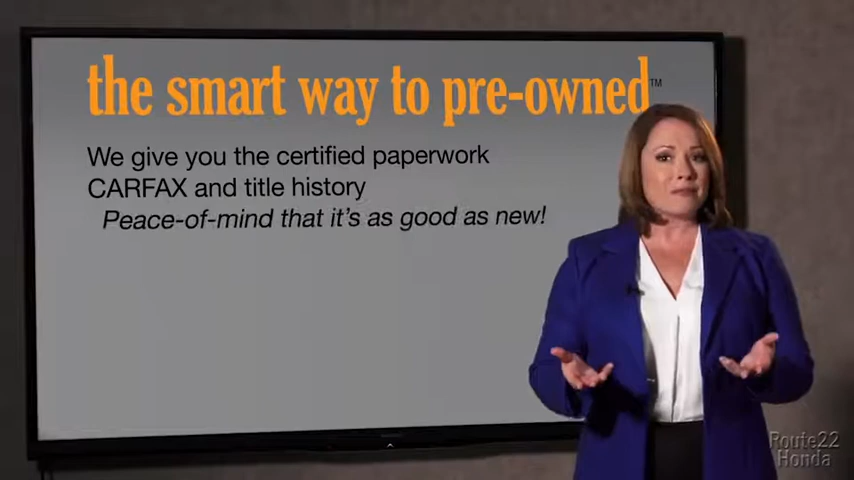 the smart way to pre-owned™
We give you the certified paperwork
CARFAX and title history
Peace-of-mind that it's as good as new!
Route22
Honda